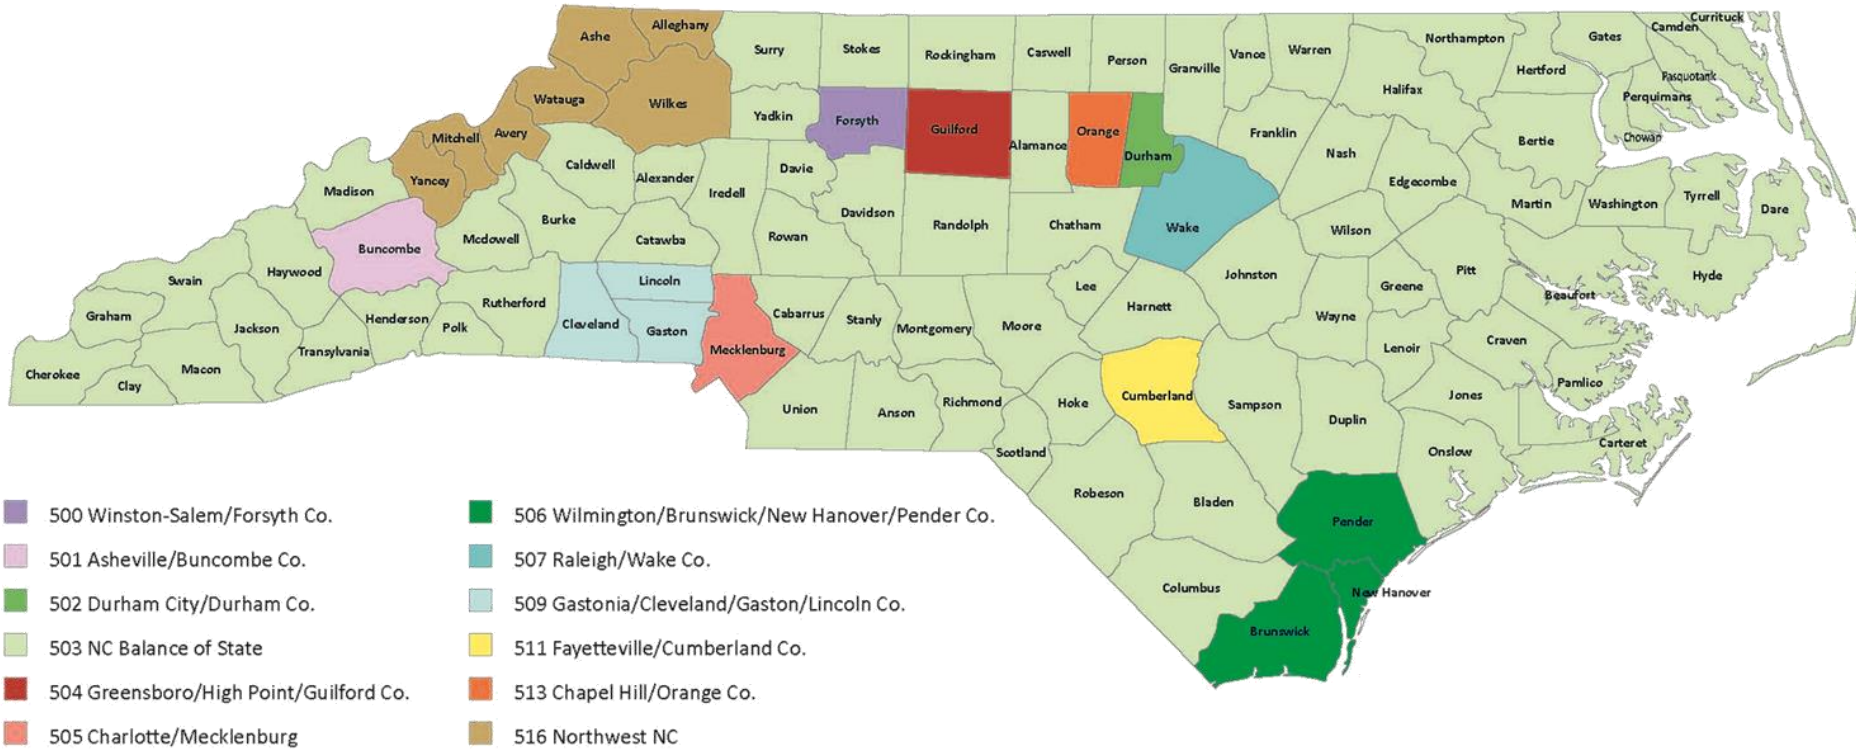 Ashe
Alleghany
Surry
Stokes
Rockingham
Caswell
Person
Granville
Vance
Warren
Northampton
Gates
Camden
Currituck
Hertford
Halifax
Pasquotank
Perquimans
Chowan
Watauga
Wilkes
Yadkin
Forsyth
Guilford
Alamance
Orange
Durham
Franklin
Nash
Bertie
Mitchell
Avery
Yancey
Madison
Caldwell
Alexander
Iredell
Davie
Edgecombe
Martin
Washington
Tyrrell
Dare
Buncombe
Mcdowell
Burke
Catawba
Rowan
Davidson
Randolph
Chatham
Wake
Wilson
Swain
Haywood
Rutherford
Lincoln
Johnston
Pitt
Hyde
Graham
Jackson
Henderson
Polk
Cleveland
Gaston
Mecklenburg
Cabarrus
Stanly
Montgomery
Moore
Lee
Harnett
Wayne
Greene
Beaufort
Cherokee
Clay
Macon
Transylvania
Lenoir
Craven
Pamlico
Union
Anson
Richmond
Hoke
Cumberland
Sampson
Duplin
Jones
Scotland
Onslow
Carteret
Robeson
Bladen
Pender
Columbus
New Hanover
Brunswick
500 Winston-Salem/Forsyth Co.
501 Asheville/Buncombe Co.
502 Durham City/Durham Co.
503 NC Balance of State
504 Greensboro/High Point/Guilford Co.
505 Charlotte/Mecklenburg
506 Wilmington/Brunswick/New Hanover/Pender Co.
507 Raleigh/Wake Co.
509 Gastonia/Cleveland/Gaston/Lincoln Co.
511 Fayetteville/Cumberland Co.
513 Chapel Hill/Orange Co.
516 Northwest NC